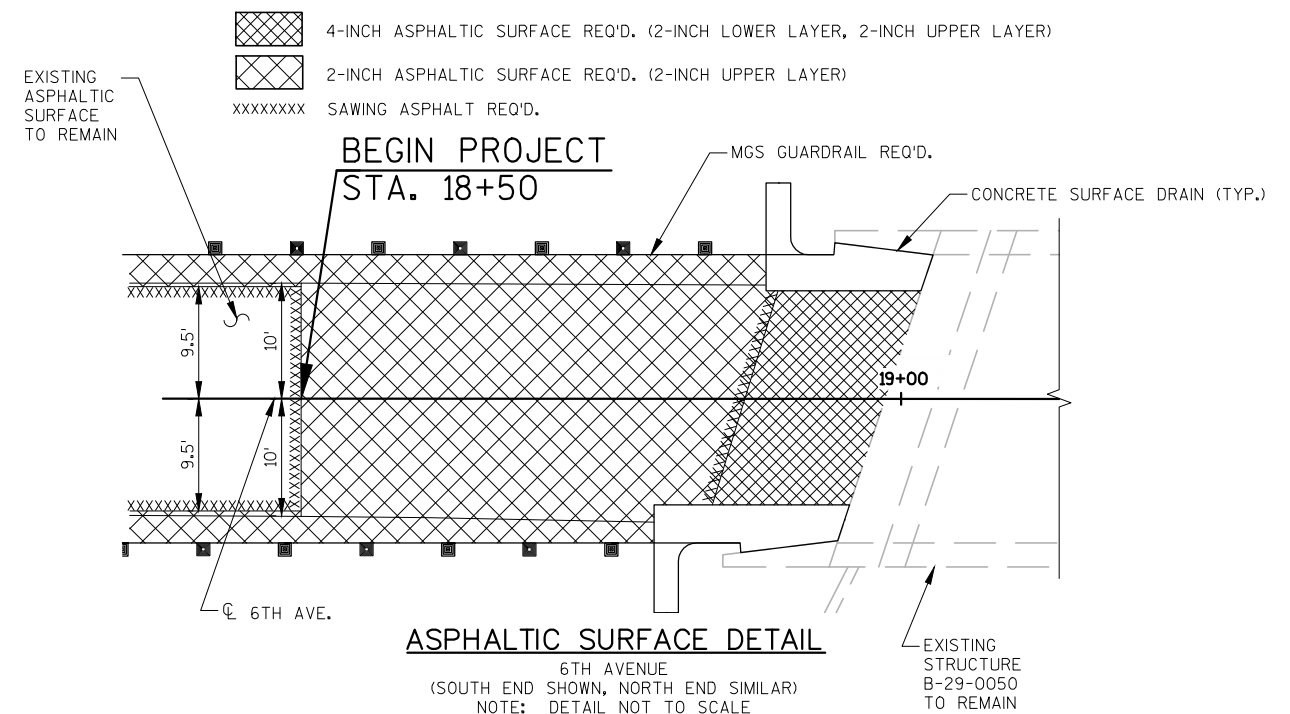 4-INCH ASPHALTIC SURFACE REQ'D. (2-INCH LOWER LAYER, 2-INCH UPPER LAYER)
2-INCH ASPHALTIC SURFACE REQ'D. (2-INCH UPPER LAYER)
XXXXXXXX SAWING ASPHALT REQ'D.
EXISTING
ASPHALTIC
SURFACE
TO REMAIN
BEGIN PROJECT
STA. 18+50
MGS GUARDRAIL REQ'D.
CONCRETE SURFACE DRAIN (TYP.)
9.5'
10'
19+00
9.5'
10'
℄ 6TH AVE.
ASPHALTIC SURFACE DETAIL
6TH AVENUE
(SOUTH END SHOWN, NORTH END SIMILAR)
NOTE: DETAIL NOT TO SCALE
EXISTING
STRUCTURE
B-29-0050
TO REMAIN